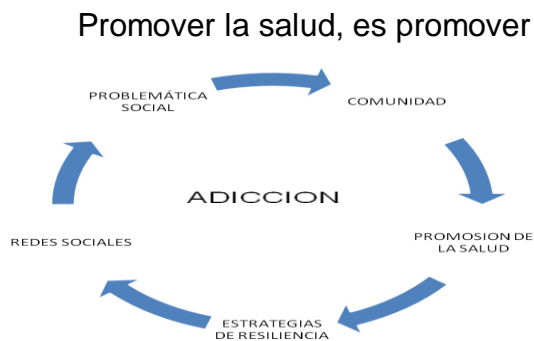 Promover la salud, es promover
PROBLEMÁTICA
SOCIAL
COMUNIDAD
ADICCION
PROMOSION DE
LA SALUD
REDES SOCIALES
ESTRATEGIAS
DE RESILIENCIA